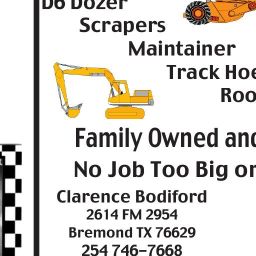 D6 Dozer
Scrapers
Maintainer
Track Hoe
Roo
Family Owned and
No Job Too Big or
Clarence Bodiford
2614 FM 2954
Bremond TX 76629
254 746-7668